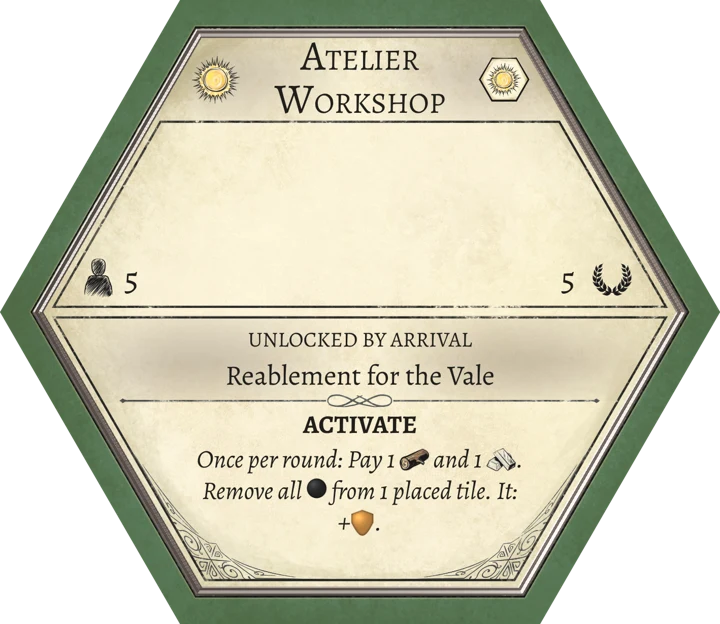 Atelier
Workshop
5
5
UNLOCKED BY ARRIVAL
Reablement for the Vale
ACTIVATE
Once per round: Pay 1 and 1 .
Remove all from 1 placed tile. It:
+ .